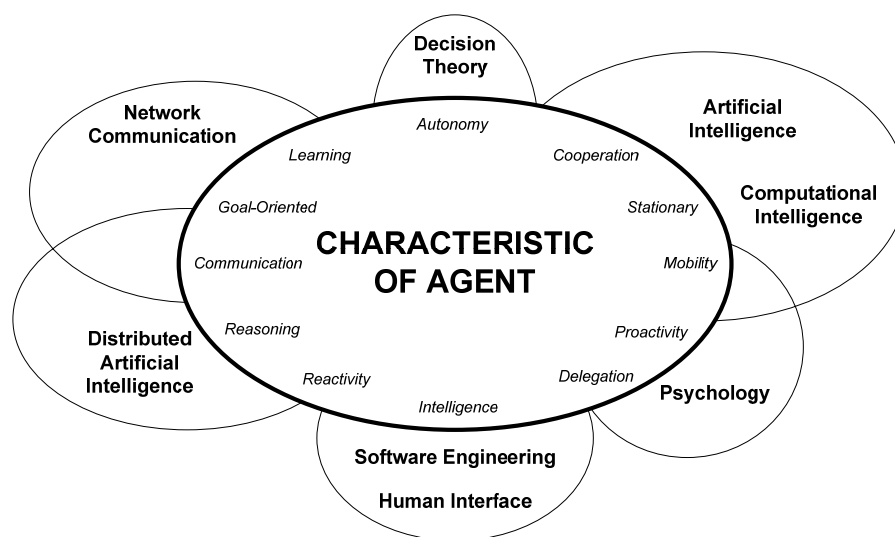 Decision
Theory
Network
Communication
Artificial
Intelligence
Autonomy
Learning
Cooperation
Computational
Intelligence
Goal-Oriented
Stationary
CHARACTERISTIC
OF AGENT
Communication
Mobility
Reasoning
Proactivity
Distributed
Artificial
Intelligence
Reactivity
Delegation
Psychology
Intelligence
Software Engineering
Human Interface